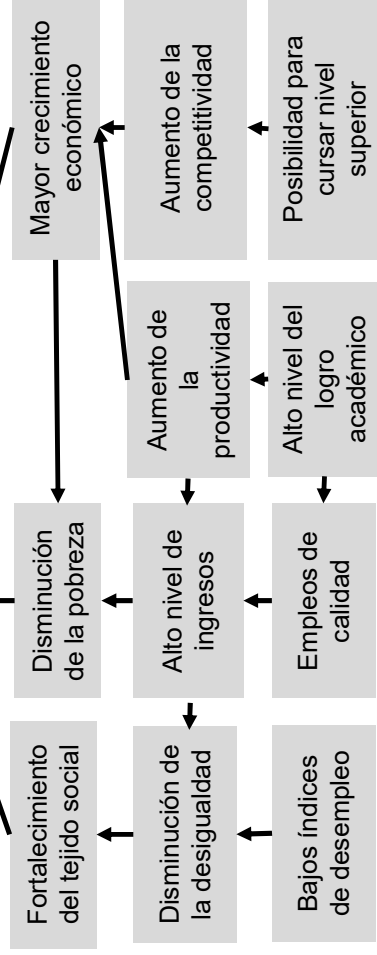 Fortalecimiento
del tejido social
Disminución
de la pobreza
Mayor crecimiento
económico
Disminución de
la desigualdad
Alto nivel de
ingresos
Aumento de
la
productividad
Aumento de la
competitividad
Bajos índices
de desempleo
Empleos de
calidad
Alto nivel del
logro
académico
Posibilidad para
cursar nivel
superior